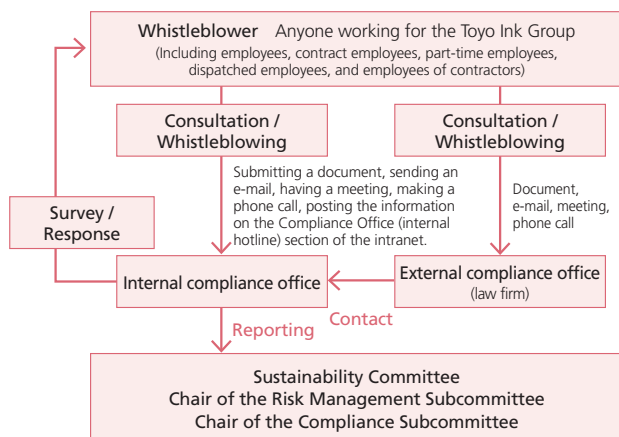 Whistleblower Anyone working for the Toyo Ink Group
(Including employees, contract employees, part-time employees,
dispatched employees, and employees of contractors)
Consultation /
Whistleblowing
Consultation /
Whistleblowing
Submitting a document, sending an
e-mail, having a meeting, making a
phone call, posting the information
on the Compliance Office (internal
hotline) section of the intranet.
Document,
e-mail, meeting,
phone call
Survey /
Response
Internal compliance office
External compliance office
(law firm)
Contact
Reporting
Sustainability Committee
Chair of the Risk Management Subcommittee
Chair of the Compliance Subcommittee